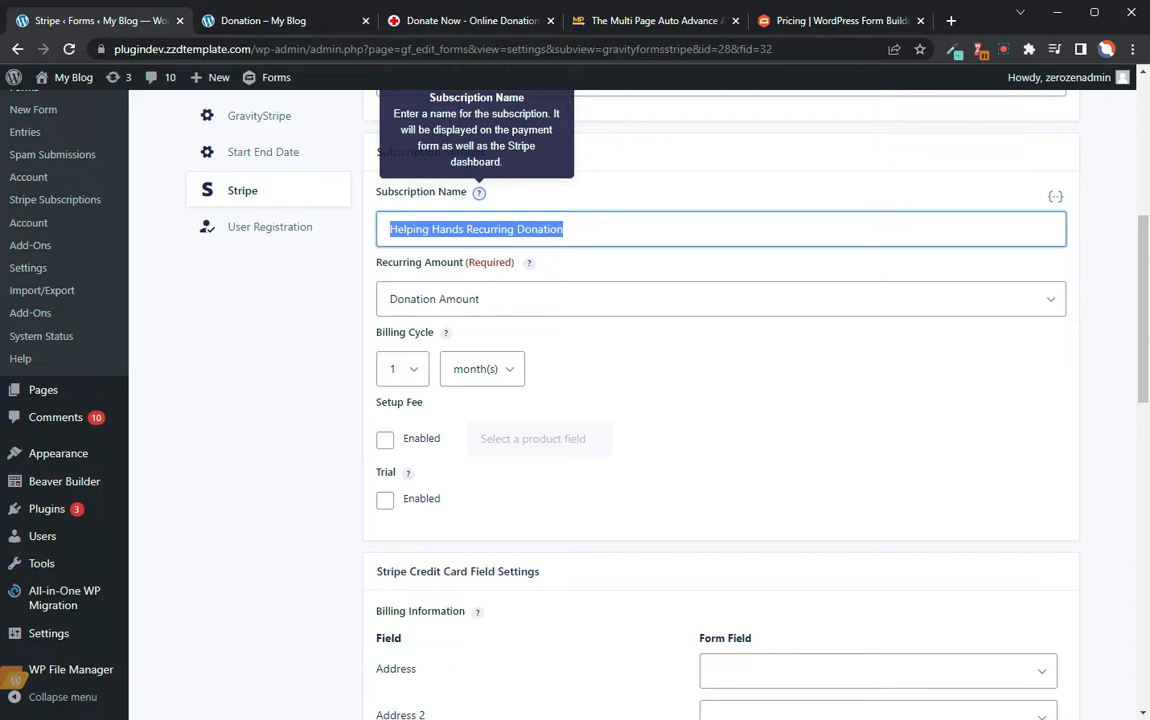 Stripe ‹ Forms ‹ My Blog — Wo
Donation – My Blog
Donate Now - Online Donation
The Multi Page Auto Advance
Pricing | WordPress Form Builde
plugindev.zzdtemplate.com/wp-admin/admin.php?page=gf_edit_forms&view=settings&subview=gravityformsstripe&id=28&fid=32
My Blog
3
10
New
Forms
Howdy, zerozenadmin
Forms
New Form
Entries
Spam Submissions
Account
Stripe Subscriptions
Account
Add-Ons
Settings
Import/Export
Add-Ons
System Status
Help
Pages
Comments 10
Appearance
Beaver Builder
Plugins 3
Users
Tools
All-in-One WP
Migration
Settings
WP File Manager
Collapse menu
GravityStripe
Start End Date
Stripe
User Registration
Subscription Name
Enter a name for the subscription. It
will be displayed on the payment
form as well as the Stripe
dashboard.
Subscription Name ?
Helping Hands Recurring Donation
Recurring Amount (Required) ?
Donation Amount
Billing Cycle ?
1 month(s)
Setup Fee
Enabled Select a product field
Trial ?
Enabled
Stripe Credit Card Field Settings
Billing Information ?
Field Form Field
Address
Address 2